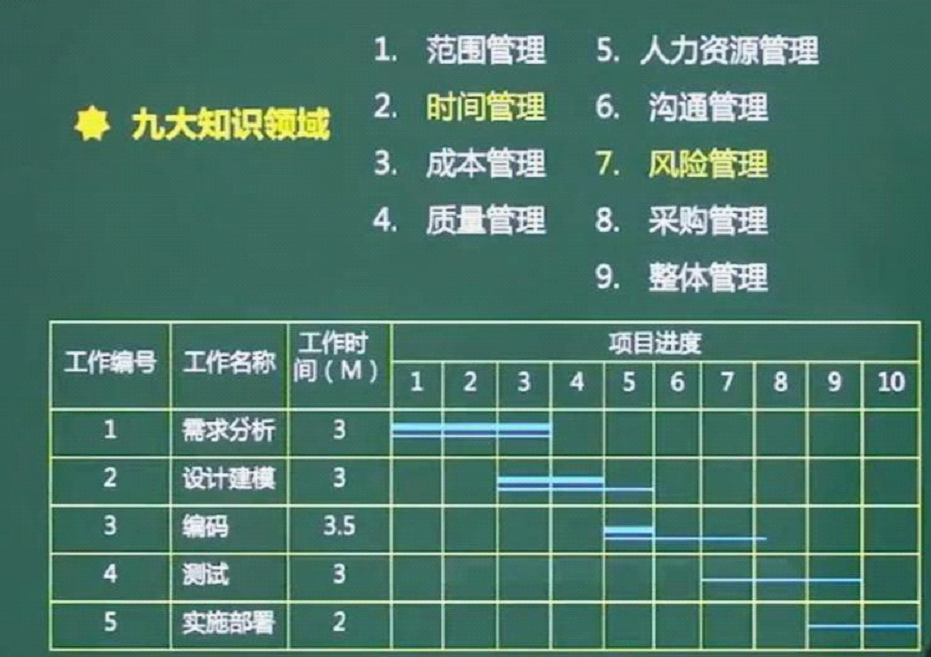 九大知识领域
1. 范围管理
2. 时间管理
3. 成本管理
4. 质量管理
5. 人力资源管理
6. 沟通管理
7. 风险管理
8. 采购管理
9. 整体管理
工作编号 工作名称 工作时间（M） 项目进度
1 2 3 4 5 6 7 8 9 10
1 需求分析 3
2 设计建模 3
3 编码 3.5
4 测试 3
5 实施部署 2